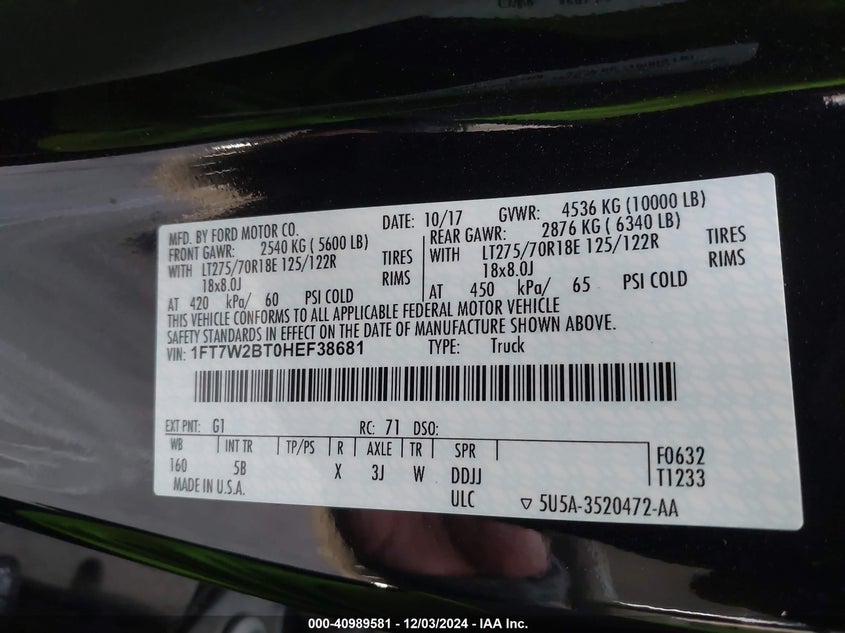 MFD. BY FORD MOTOR CO. DATE: 10/17 GVWR: 4536 KG (10000 LB)
FRONT GAWR: 2540 KG ( 5600 LB) REAR GAWR: 2876 KG ( 6340 LB)
WITH LT275/70R18E 125/122R TIRES WITH LT275/70R18E 125/122R TIRES
18x8.0J RIMS 18x8.0J RIMS
AT 420 kPa/ 60 PSI COLD AT 450 kPa/ 65 PSI COLD
THIS VEHICLE CONFORMS TO ALL APPLICABLE FEDERAL MOTOR VEHICLE
SAFETY STANDARDS IN EFFECT ON THE DATE OF MANUFACTURE SHOWN ABOVE.
VIN: 1FT7W2BT0HEF38681 TYPE: Truck
EXT PNT: G1 RC: 71 DSO:
WB INT TR TP/PS R AXLE TR SPR
160 5B X 3J W DDJJ F0632
MADE IN U.S.A. ULC T1233
▽ 5U5A-3520472-AA
000-40989581 - 12/03/2024 - IAA Inc.